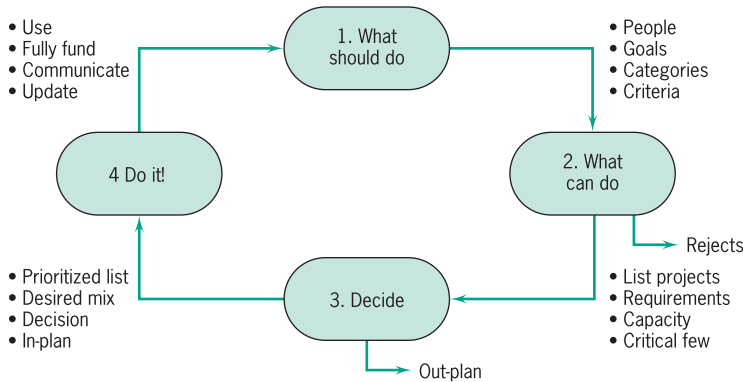 • Use
• Fully fund
• Communicate
• Update
1. What
should do
• People
• Goals
• Categories
• Criteria
4 Do it!
2. What
can do
Rejects
• Prioritized list
• Desired mix
• Decision
• In-plan
3. Decide
• List projects
• Requirements
• Capacity
• Critical few
Out-plan